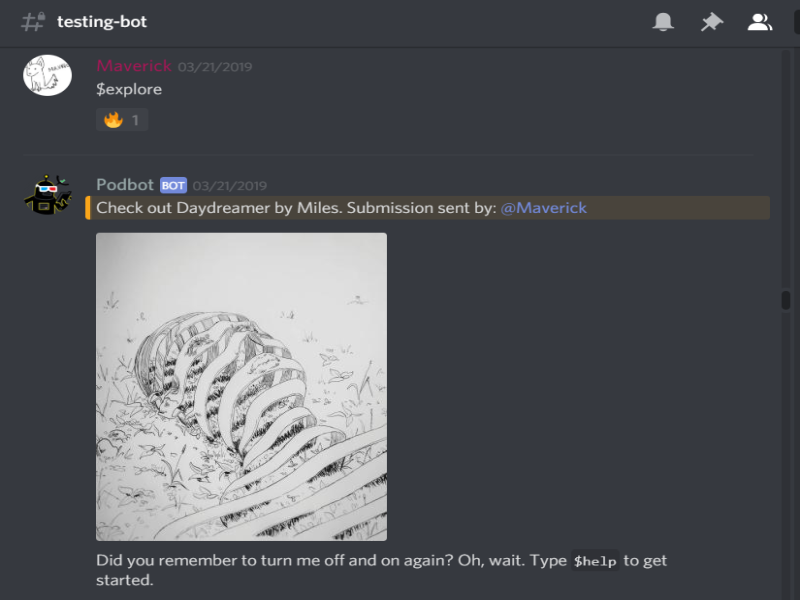 testing-bot
Maverick 03/21/2019
$explore
1
Podbot BOT 03/21/2019
Check out Daydreamer by Miles. Submission sent by: @Maverick
Did you remember to turn me off and on again? Oh, wait. Type $help to get
started.